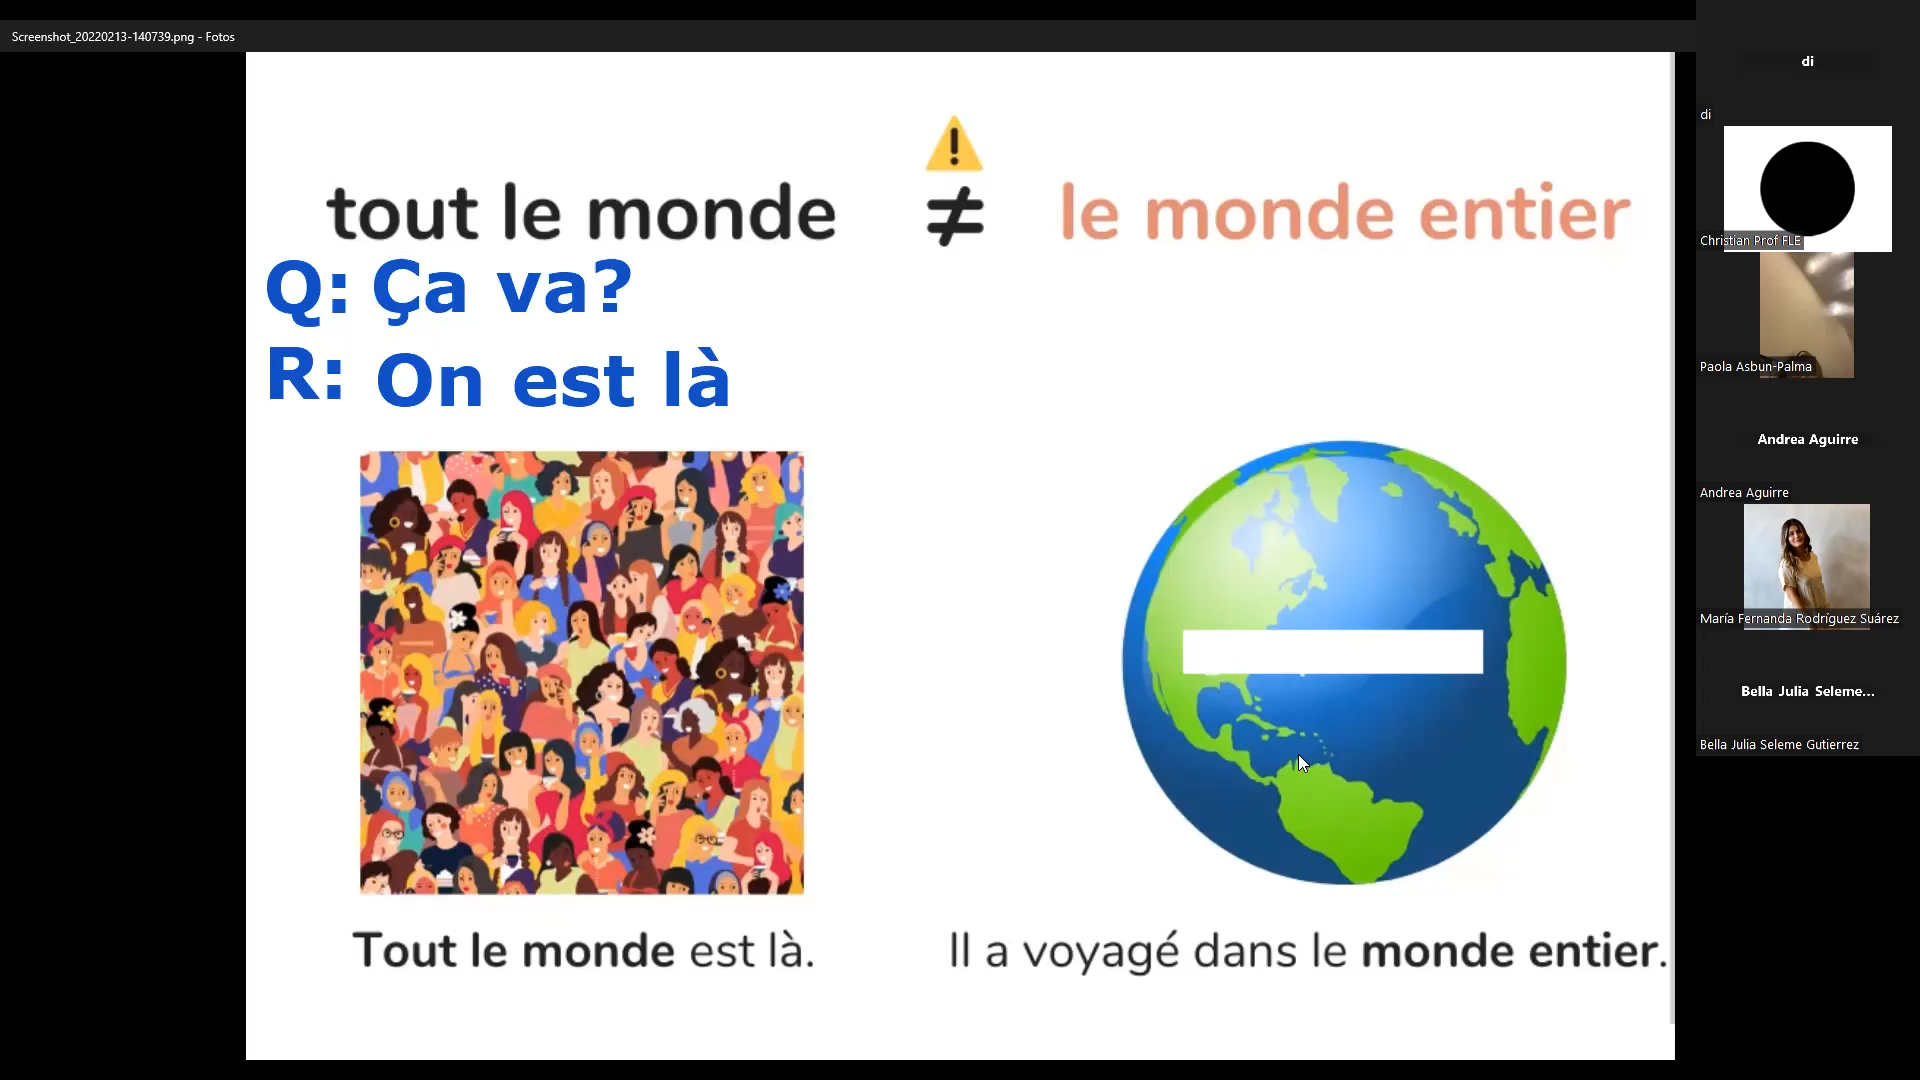 Screenshot_20220213-140739.png - Fotos
tout le monde ≠ le monde entier
Q: Ça va?
R: On est là
Tout le monde est là.
Il a voyagé dans le monde entier.
di
di
Christian Prof FLE
Paola Asbun-Palma
Andrea Aguirre
Andrea Aguirre
María Fernanda Rodríguez Suárez
Bella Julia Seleme...
Bella Julia Seleme Gutierrez